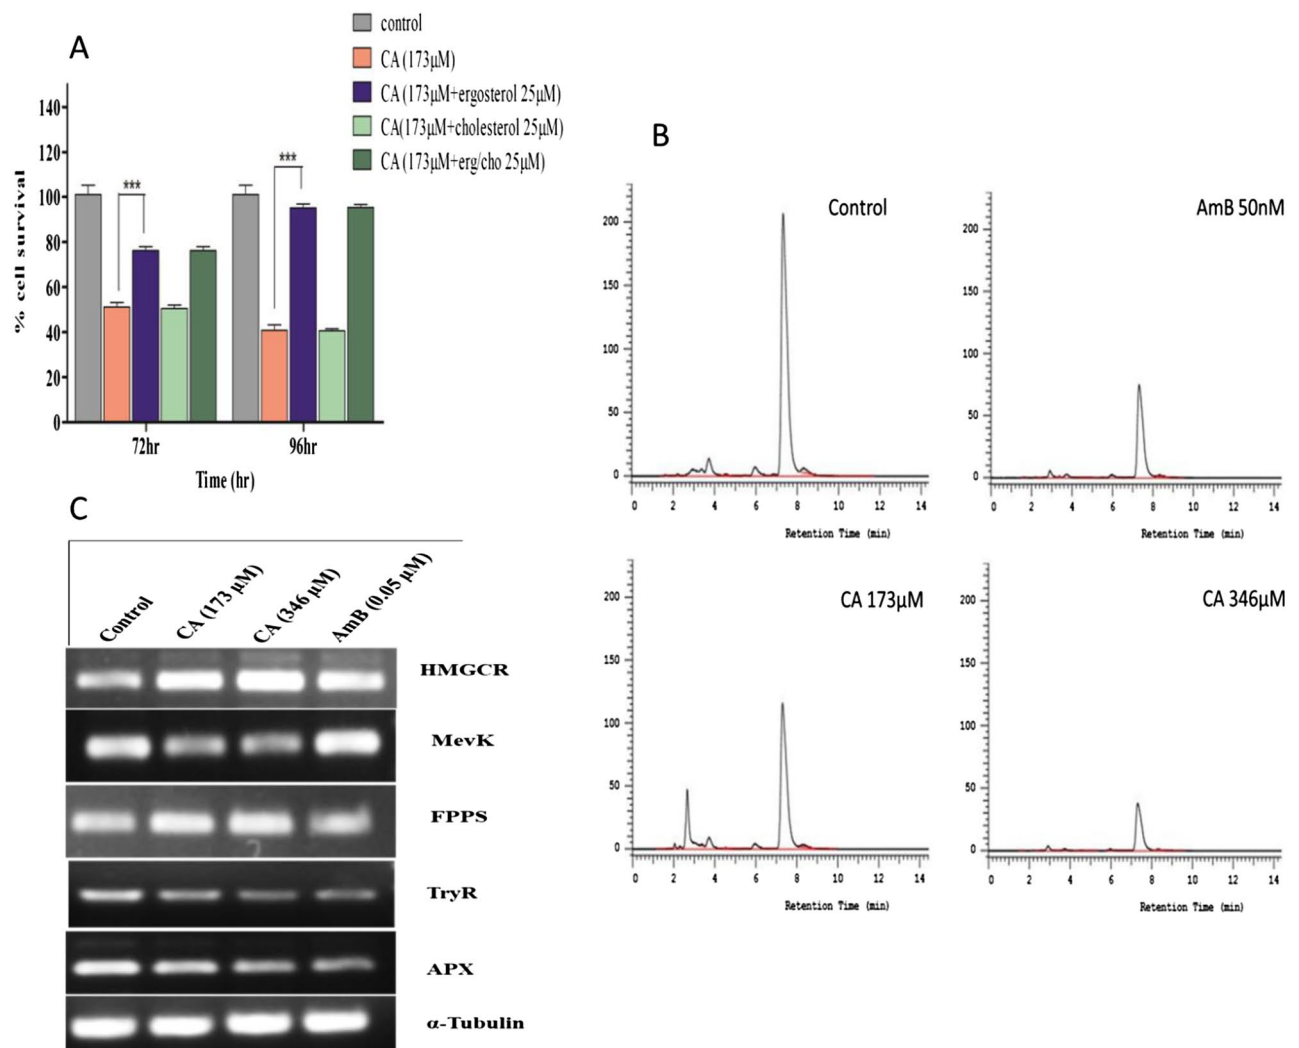 A
control
CA (173μM)
CA (173μM+ergosterol 25μM)
CA(173μM+cholesterol 25μM)
CA (173μM+erg/cho 25μM)
% cell survival
140
120
100
80
60
40
20
0
***
***
72hr
96hr
Time (hr)
B
Control
200
150
100
50
0
0 2 4 6 8 10 12 14
Retention Time (min)
AmB 50nM
200
150
100
50
0
0 2 4 6 8 10 12 14
Retention Time (min)
CA 173μM
200
150
100
50
0
0 2 4 6 8 10 12 14
Retention Time (min)
CA 346μM
200
150
100
50
0
0 2 4 6 8 10 12 14
Retention Time (min)
C
Control
CA (173 μM)
CA (346 μM)
AmB (0.05 μM)
HMGCR
MevK
FPPS
TryR
APX
α-Tubulin